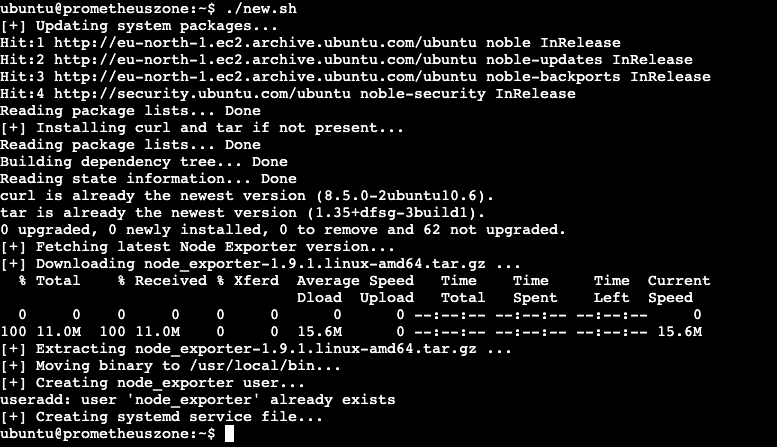 ubuntu@prometheuszone:~$ ./new.sh
[+] Updating system packages...
Hit:1 http://eu-north-1.ec2.archive.ubuntu.com/ubuntu noble InRelease
Hit:2 http://eu-north-1.ec2.archive.ubuntu.com/ubuntu noble-updates InRelease
Hit:3 http://eu-north-1.ec2.archive.ubuntu.com/ubuntu noble-backports InRelease
Hit:4 http://security.ubuntu.com/ubuntu noble-security InRelease
Reading package lists... Done
[+] Installing curl and tar if not present...
Reading package lists... Done
Building dependency tree... Done
Reading state information... Done
curl is already the newest version (8.5.0-2ubuntu10.6).
tar is already the newest version (1.35+dfsg-3build1).
0 upgraded, 0 newly installed, 0 to remove and 62 not upgraded.
[+] Fetching latest Node Exporter version...
[+] Downloading node_exporter-1.9.1.linux-amd64.tar.gz ...
  % Total    % Received % Xferd  Average Speed   Time    Time     Time  Current
                                 Dload  Upload   Total   Spent    Left  Speed
  0     0    0     0    0     0      0      0 --:--:-- --:--:-- --:--:--     0
100 11.0M  100 11.0M    0     0  15.6M      0 --:--:-- --:--:-- --:--:-- 15.6M
[+] Extracting node_exporter-1.9.1.linux-amd64.tar.gz ...
[+] Moving binary to /usr/local/bin...
[+] Creating node_exporter user...
useradd: user 'node_exporter' already exists
[+] Creating systemd service file...
ubuntu@prometheuszone:~$